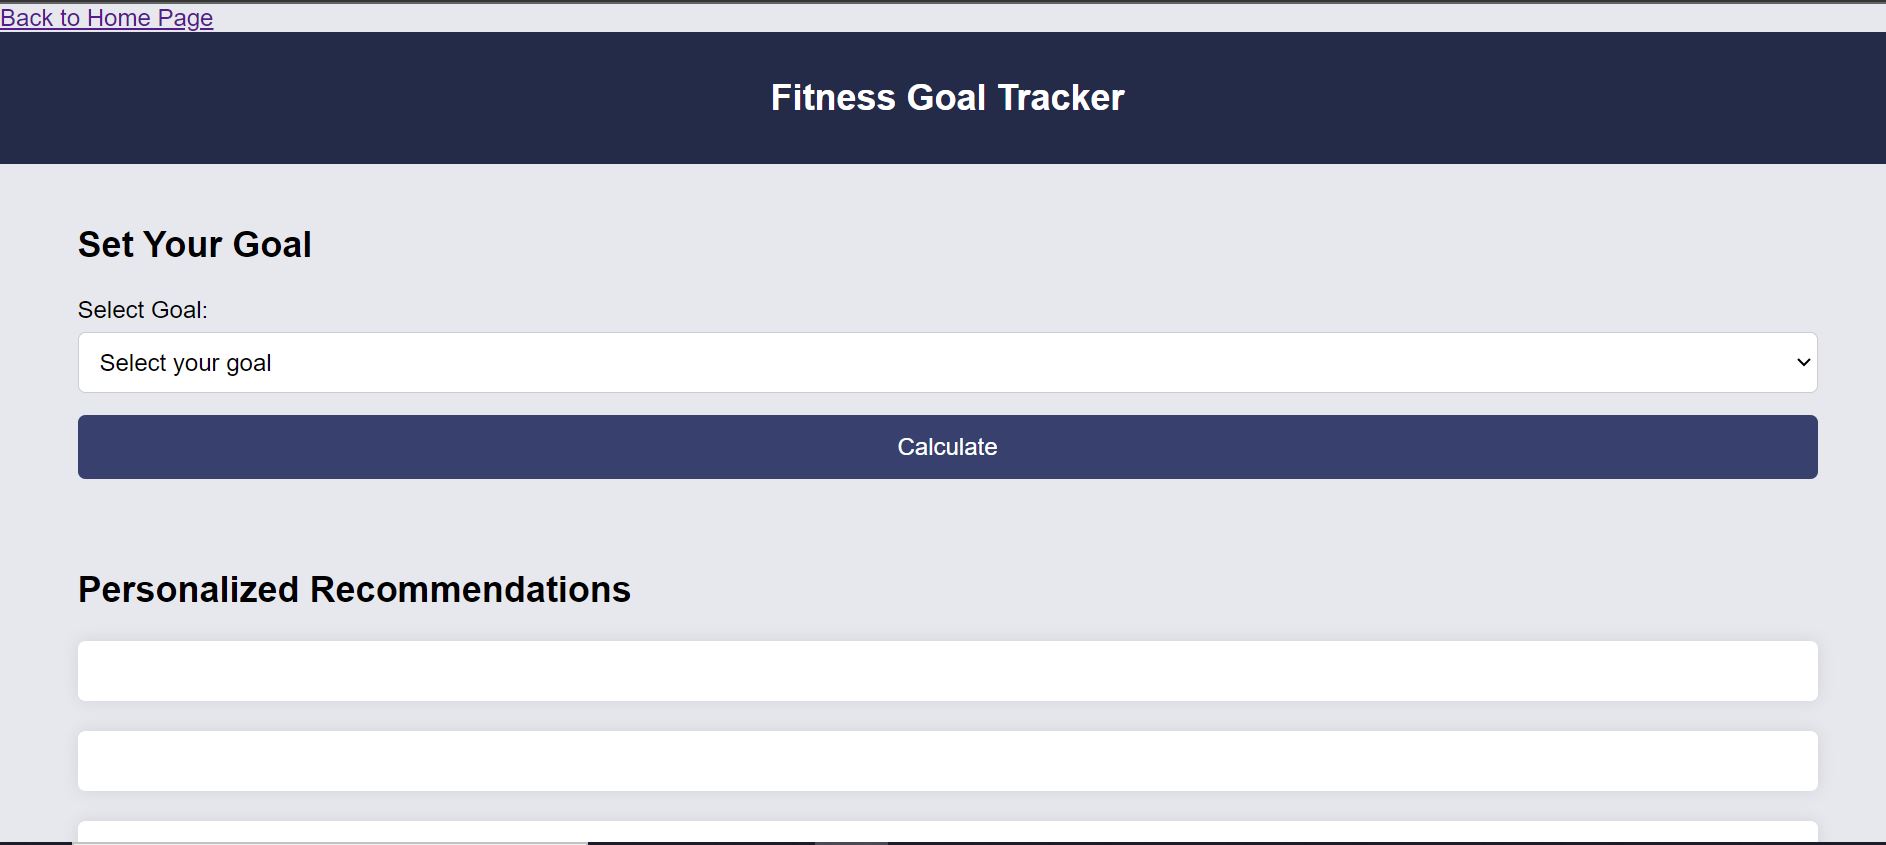 Back to Home Page
Fitness Goal Tracker
Set Your Goal
Select Goal:
Select your goal
Calculate
Personalized Recommendations